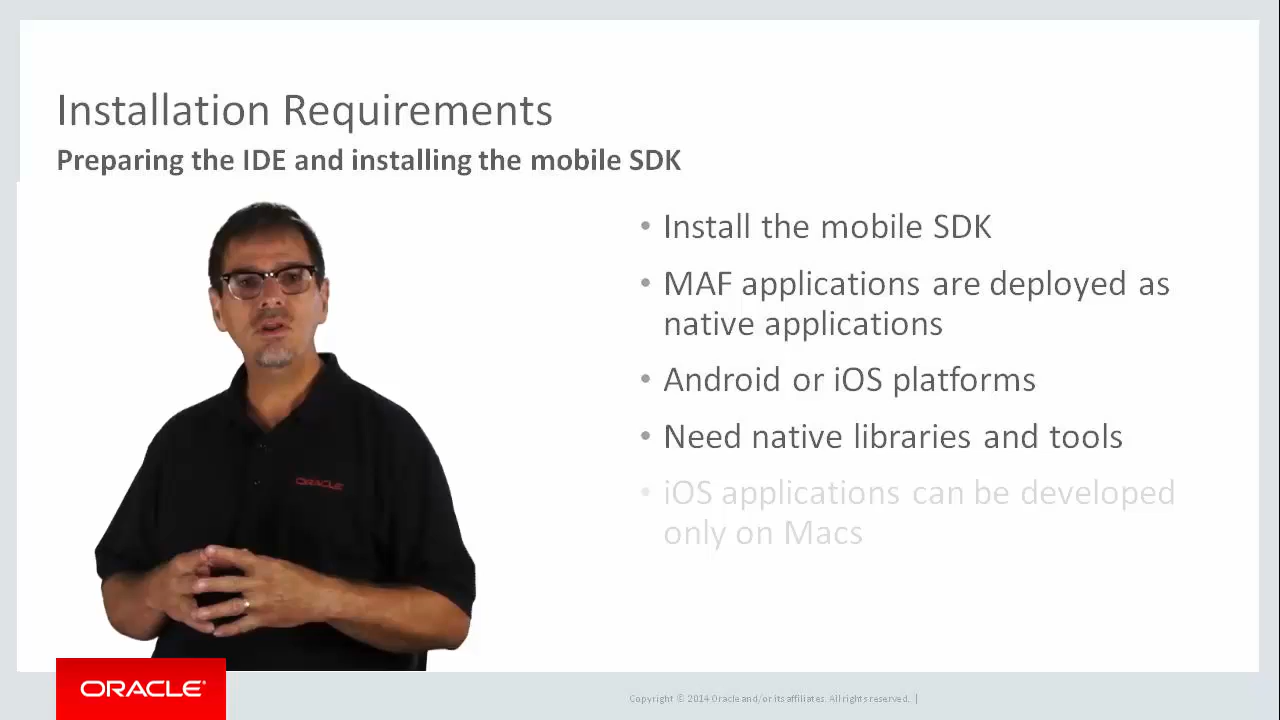 Installation Requirements
Preparing the IDE and installing the mobile SDK
• Install the mobile SDK
• MAF applications are deployed as
native applications
• Android or iOS platforms
• Need native libraries and tools
• iOS applications can be developed
only on Macs
ORACLE
ORACLE®
Copyright © 2014 Oracle and/or its affiliates. All rights reserved. |